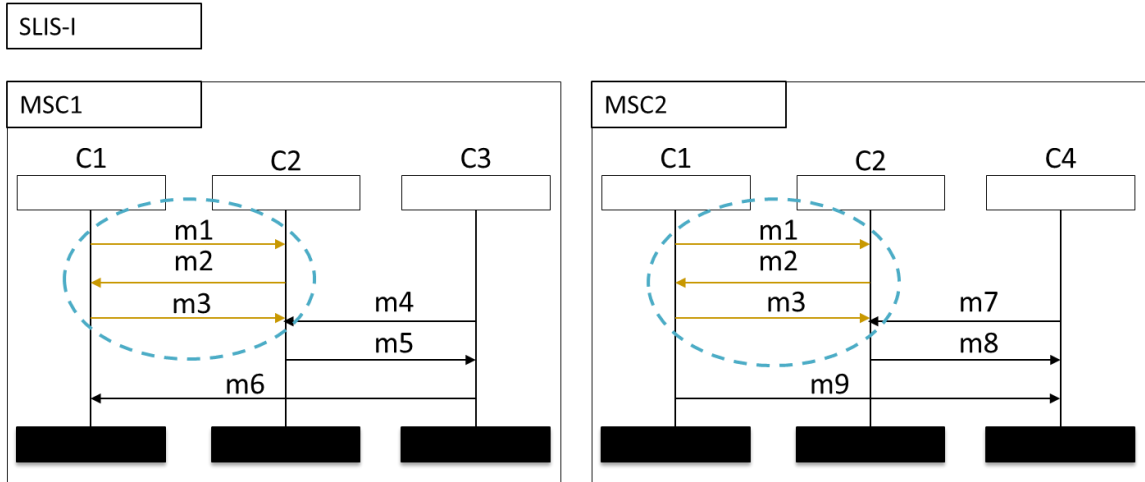 SLIS-I
MSC1
C1 C2 C3
m1
m2
m3 m4
m5
m6
MSC2
C1 C2 C4
m1
m2
m3 m7
m8
m9